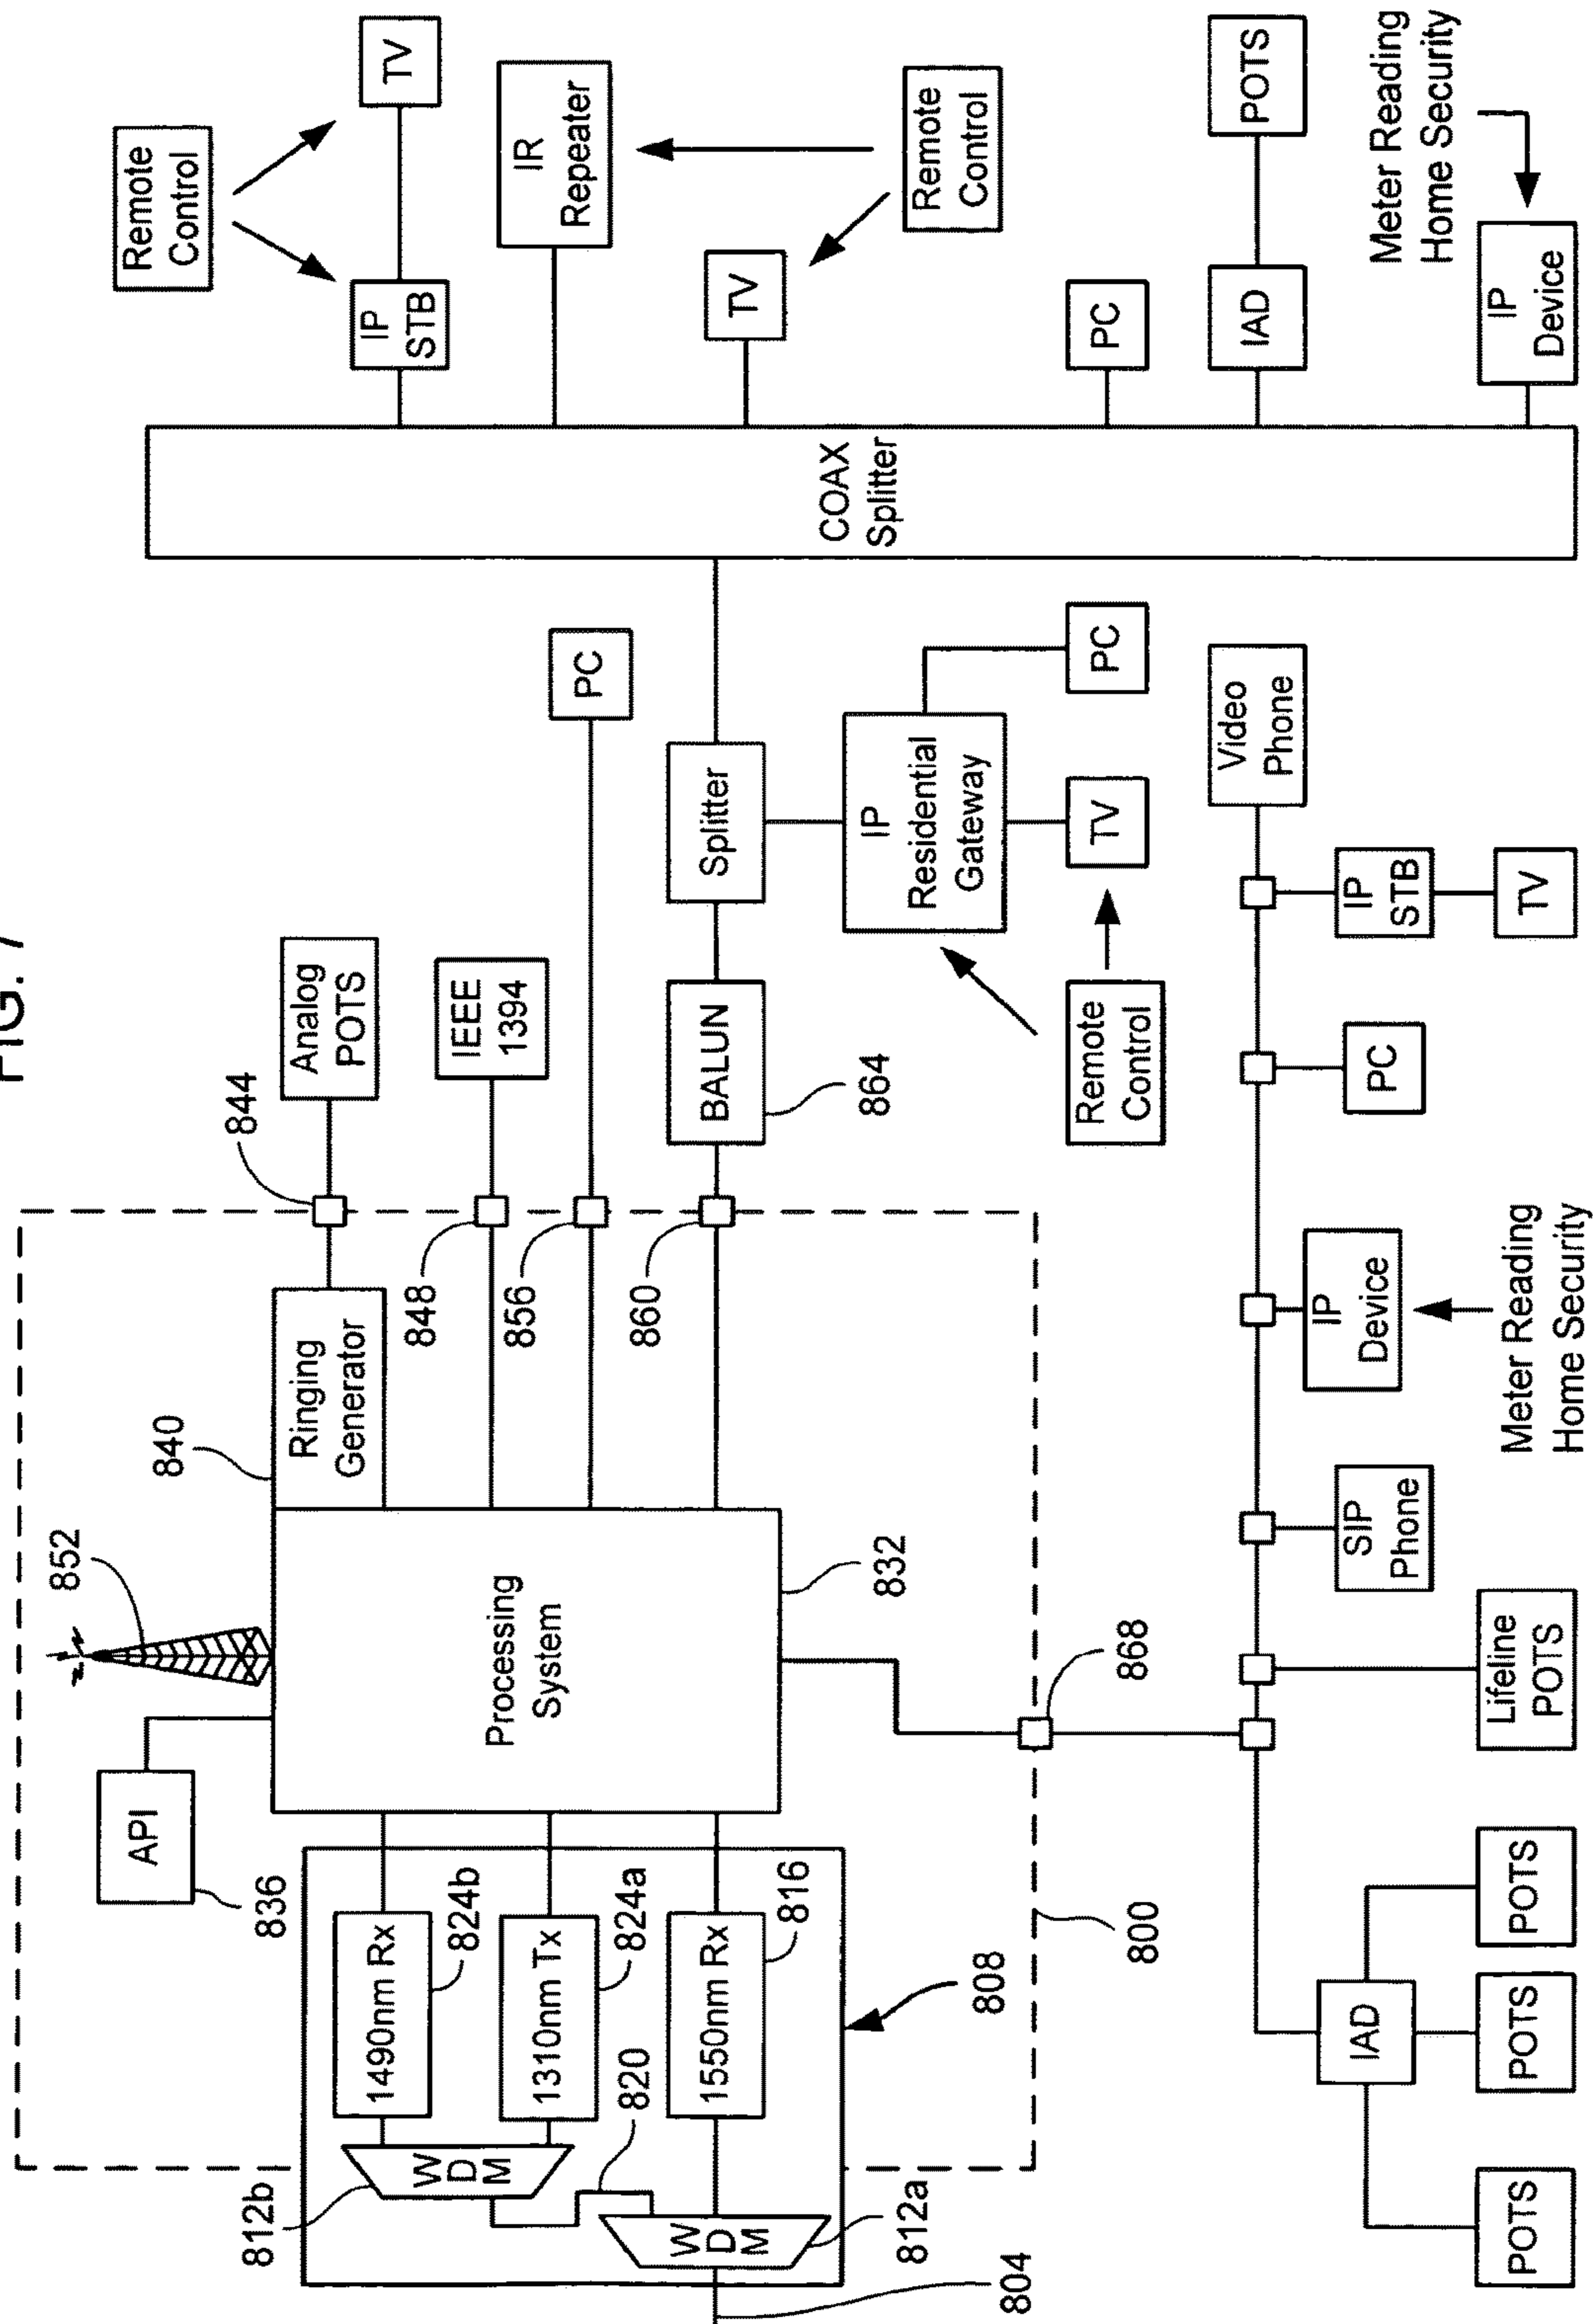 FIG. 7
852
API
836
840
Ringing
Generator
844
Analog
POTS
848
IEEE
1394
856
PC
860
BALUN
864
Splitter
Processing
System
832
1490nm Rx
824b
1310nm Tx
824a
1550nm Rx
816
W
D
M
812b
820
W
D
M
812a
804
808
800
868
IP
Residential
Gateway
PC
TV
Remote
Control
COAX
Splitter
Remote
Control
IP
STB
TV
IR
Repeater
TV
Remote
Control
PC
IAD
POTS
IP
Device
Meter Reading
Home Security
POTS
IAD
POTS
POTS
Lifeline
POTS
SIP
Phone
IP
Device
Meter Reading
Home Security
PC
IP
STB
TV
Video
Phone